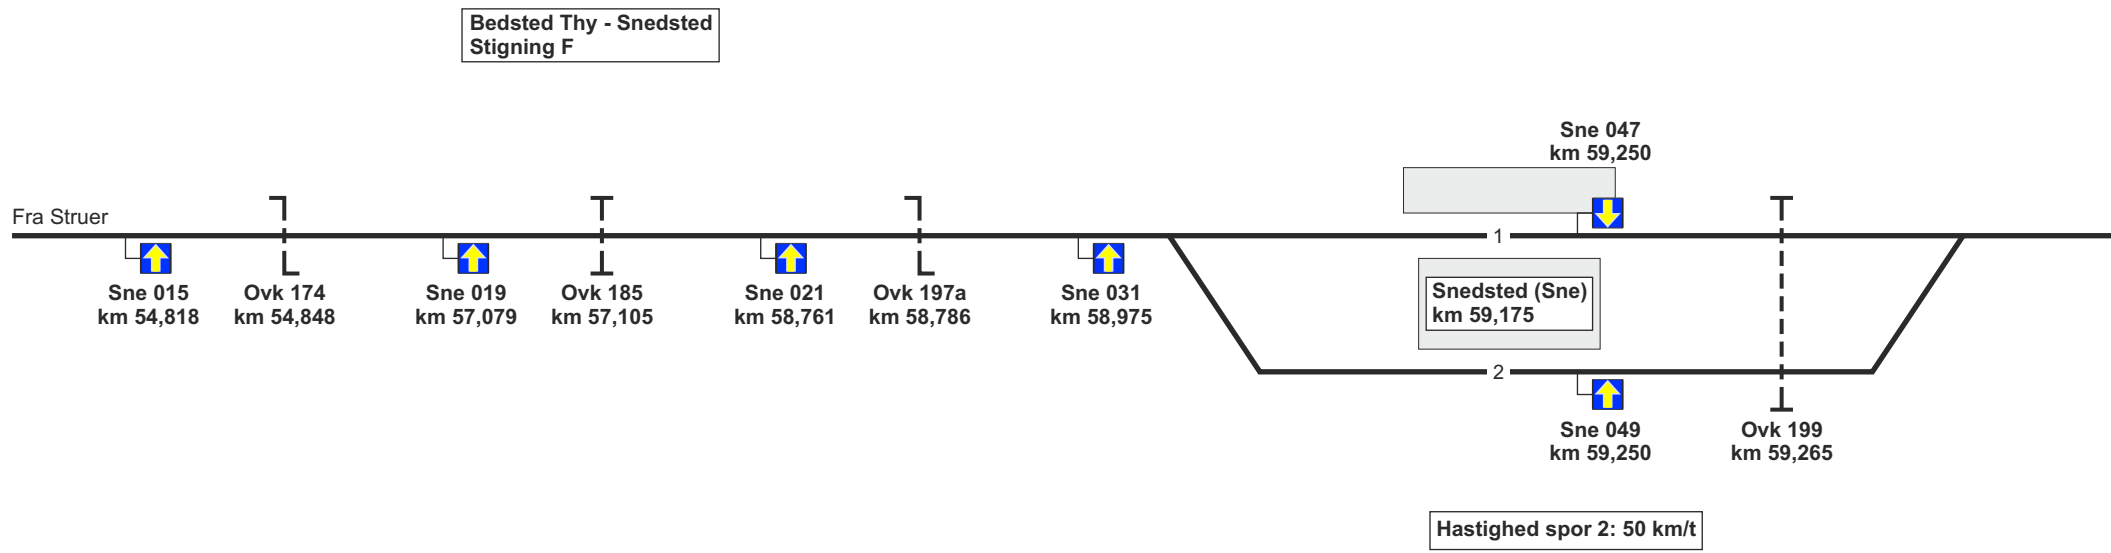 Bedsted Thy - Snedsted
Stigning F
Sne 047
km 59,250
Fra Struer
1
Sne 015
km 54,818
Ovk 174
km 54,848
Sne 019
km 57,079
Ovk 185
km 57,105
Sne 021
km 58,761
Ovk 197a
km 58,786
Sne 031
km 58,975
Snedsted (Sne)
km 59,175
2
Sne 049
km 59,250
Ovk 199
km 59,265
Hastighed spor 2: 50 km/t